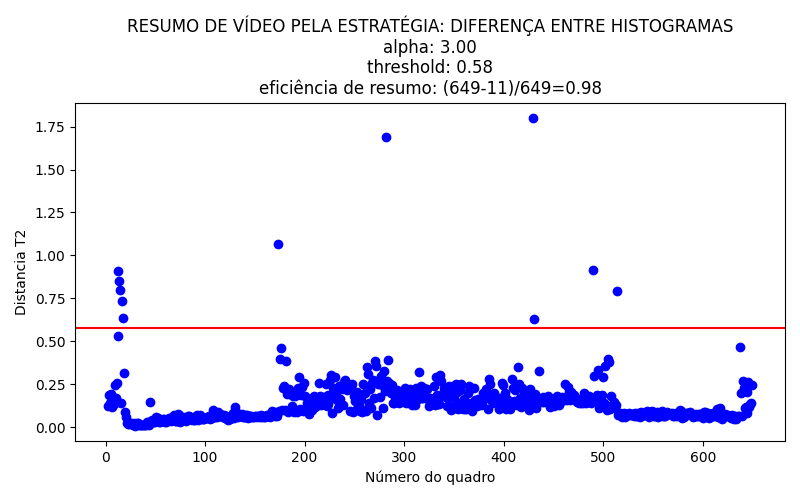 RESUMO DE VÍDEO PELA ESTRATÉGIA: DIFERENÇA ENTRE HISTOGRAMAS
alpha: 3.00
threshold: 0.58
eficiência de resumo: (649-11)/649=0.98
1.75
1.50
1.25
1.00
0.75
0.50
0.25
0.00
Distancia T2
0 100 200 300 400 500 600
Número do quadro